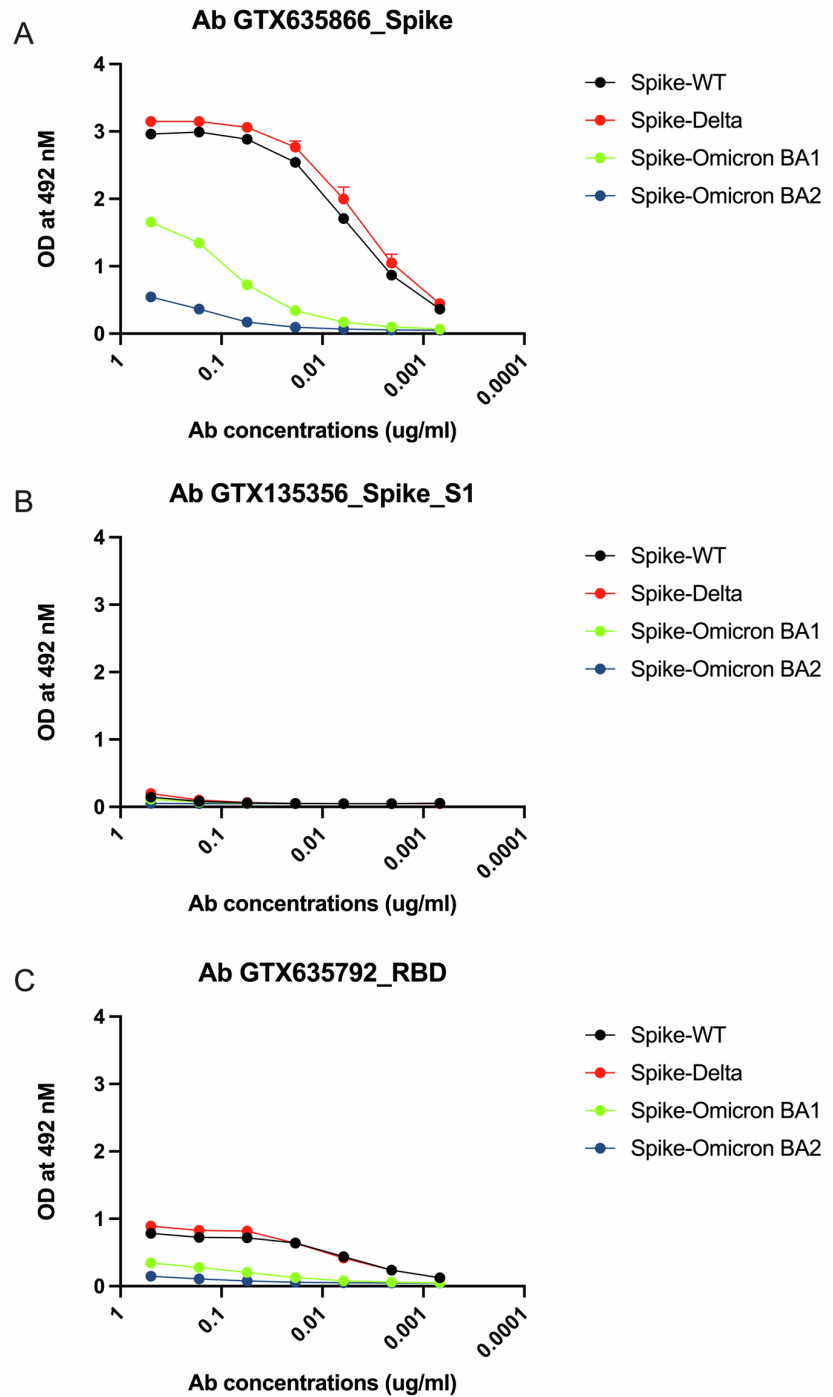 A
Ab GTX635866_Spike
4
3
2
1
0
OD at 492 nM
1
0.1
0.01
0.001
0.0001
Ab concentrations (ug/ml)
Spike-WT
Spike-Delta
Spike-Omicron BA1
Spike-Omicron BA2
B
Ab GTX135356_Spike_S1
4
3
2
1
0
OD at 492 nM
1
0.1
0.01
0.001
0.0001
Ab concentrations (ug/ml)
Spike-WT
Spike-Delta
Spike-Omicron BA1
Spike-Omicron BA2
C
Ab GTX635792_RBD
4
3
2
1
0
OD at 492 nM
1
0.1
0.01
0.001
0.0001
Ab concentrations (ug/ml)
Spike-WT
Spike-Delta
Spike-Omicron BA1
Spike-Omicron BA2